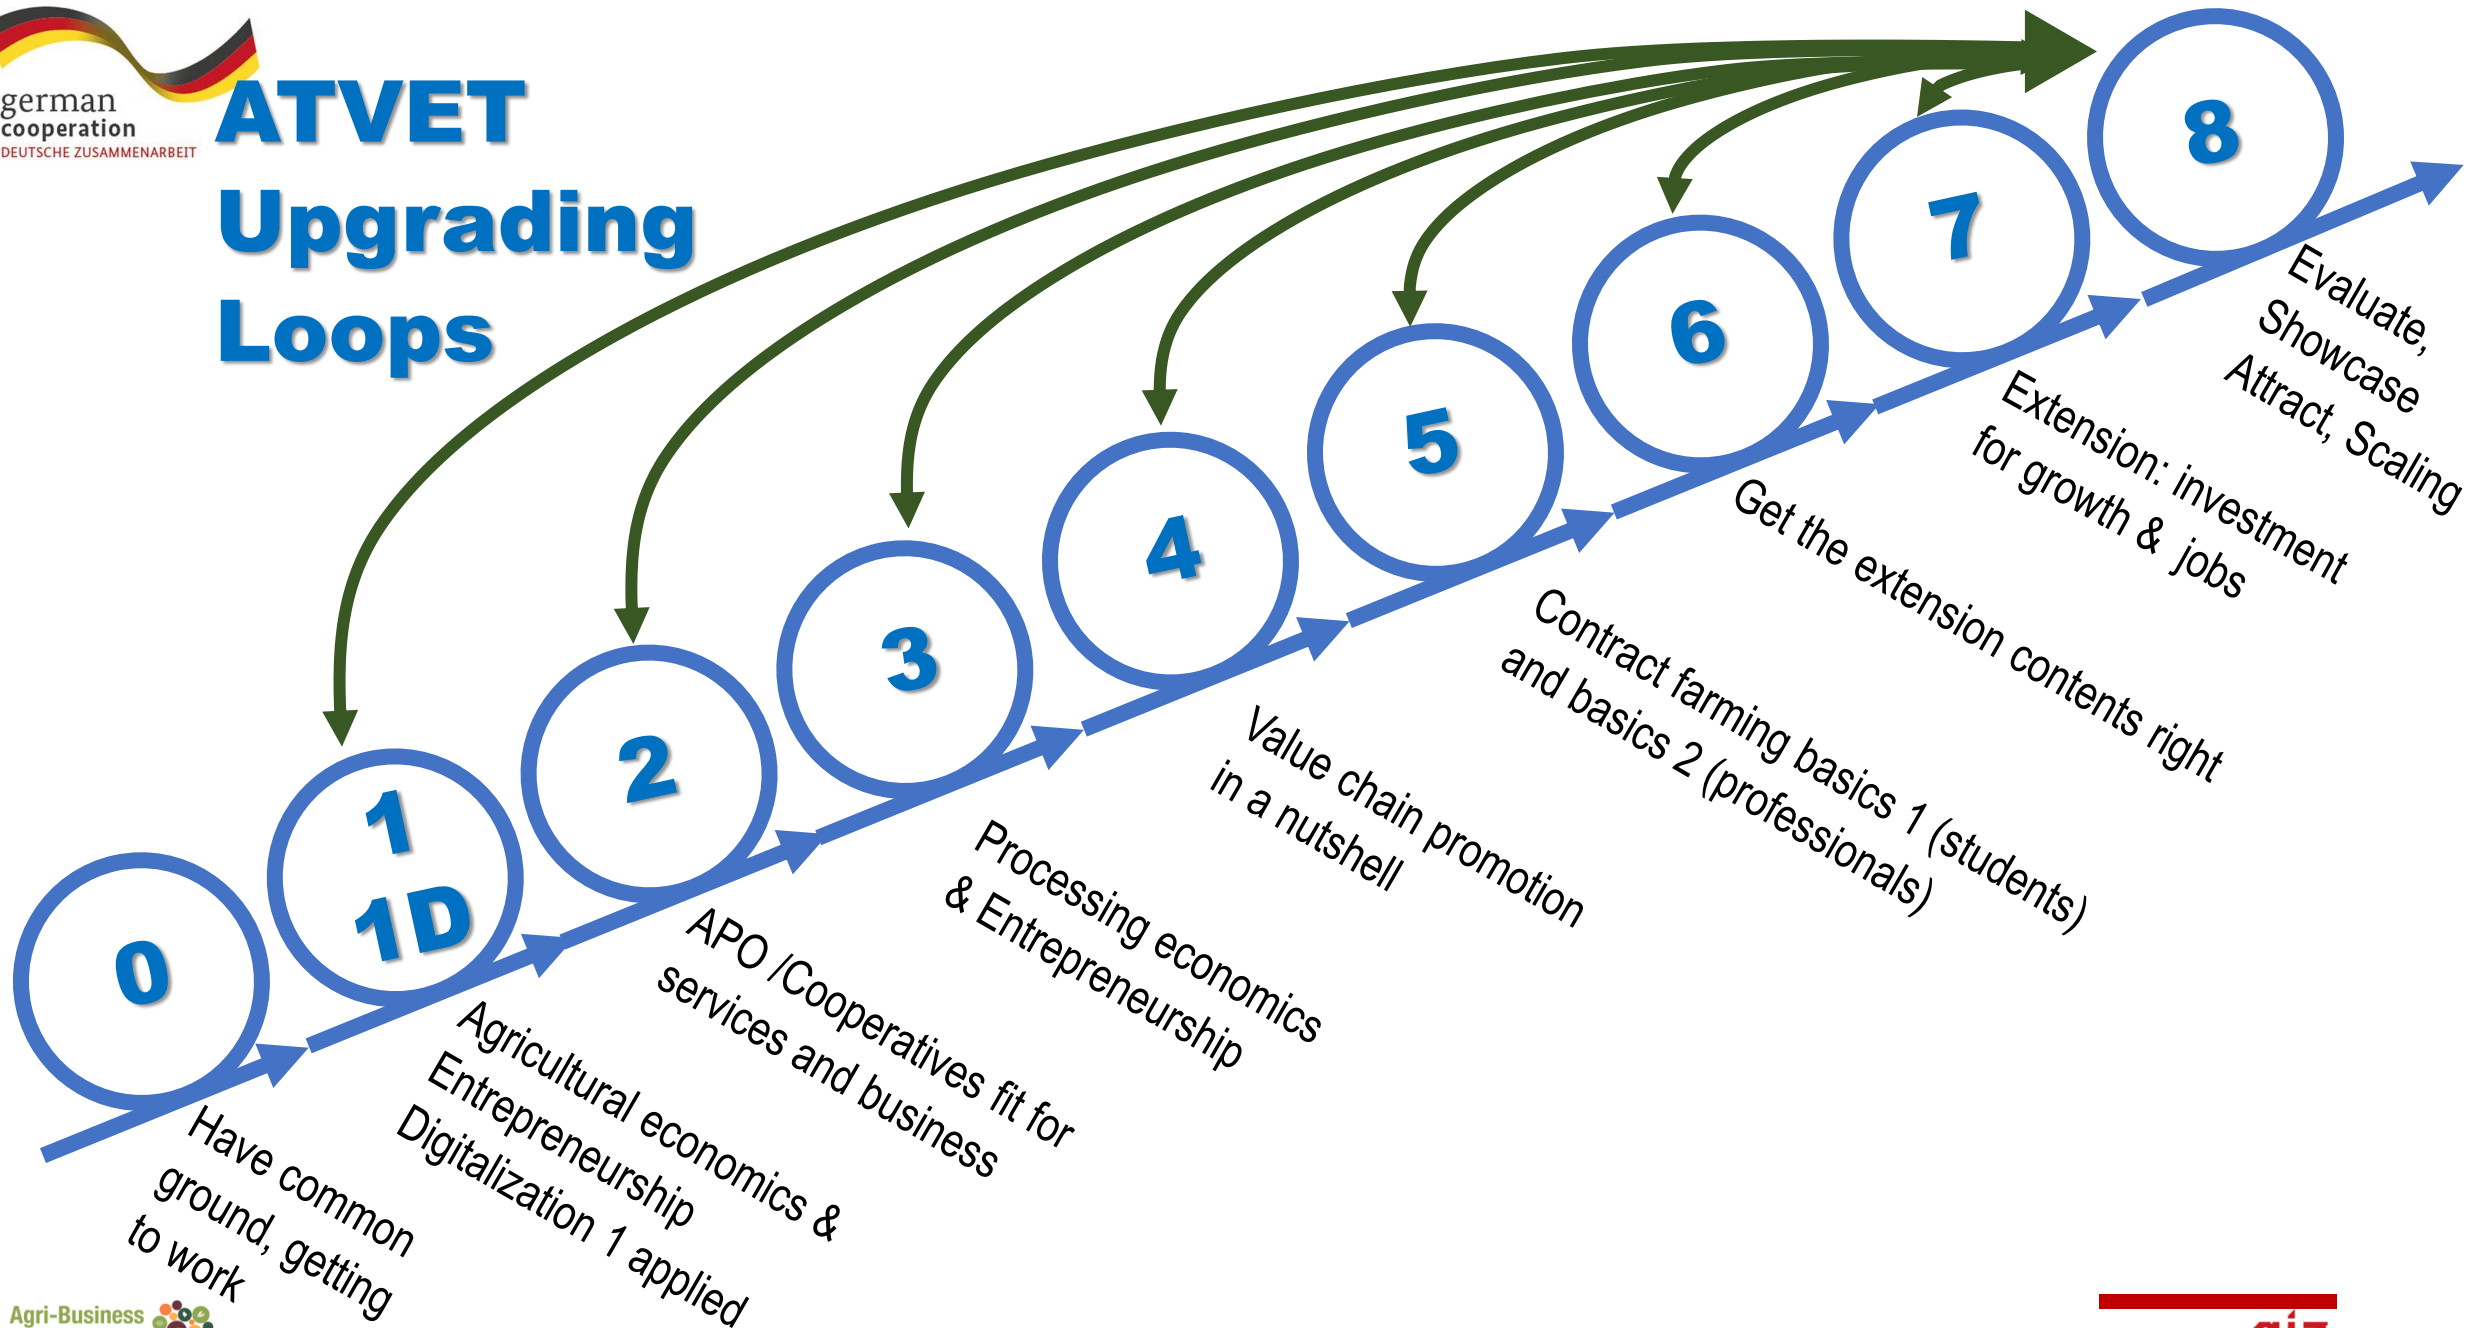 german
cooperation
DEUTSCHE ZUSAMMENARBEIT
ATVET
Upgrading
Loops
0
1
1D
2
3
4
5
6
7
8
Have common
ground, getting
to work
Agricultural economics &
Entrepreneurship
Digitalization 1 applied
APO /Cooperatives fit for
services and business
Processing economics
& Entrepreneurship
Value chain promotion
in a nutshell
Contract farming basics 1 (students)
and basics 2 (professionals)
Get the extension contents right
Extension: investment
for growth & jobs
Evaluate,
Showcase
Attract, Scaling
Agri-Business
giz